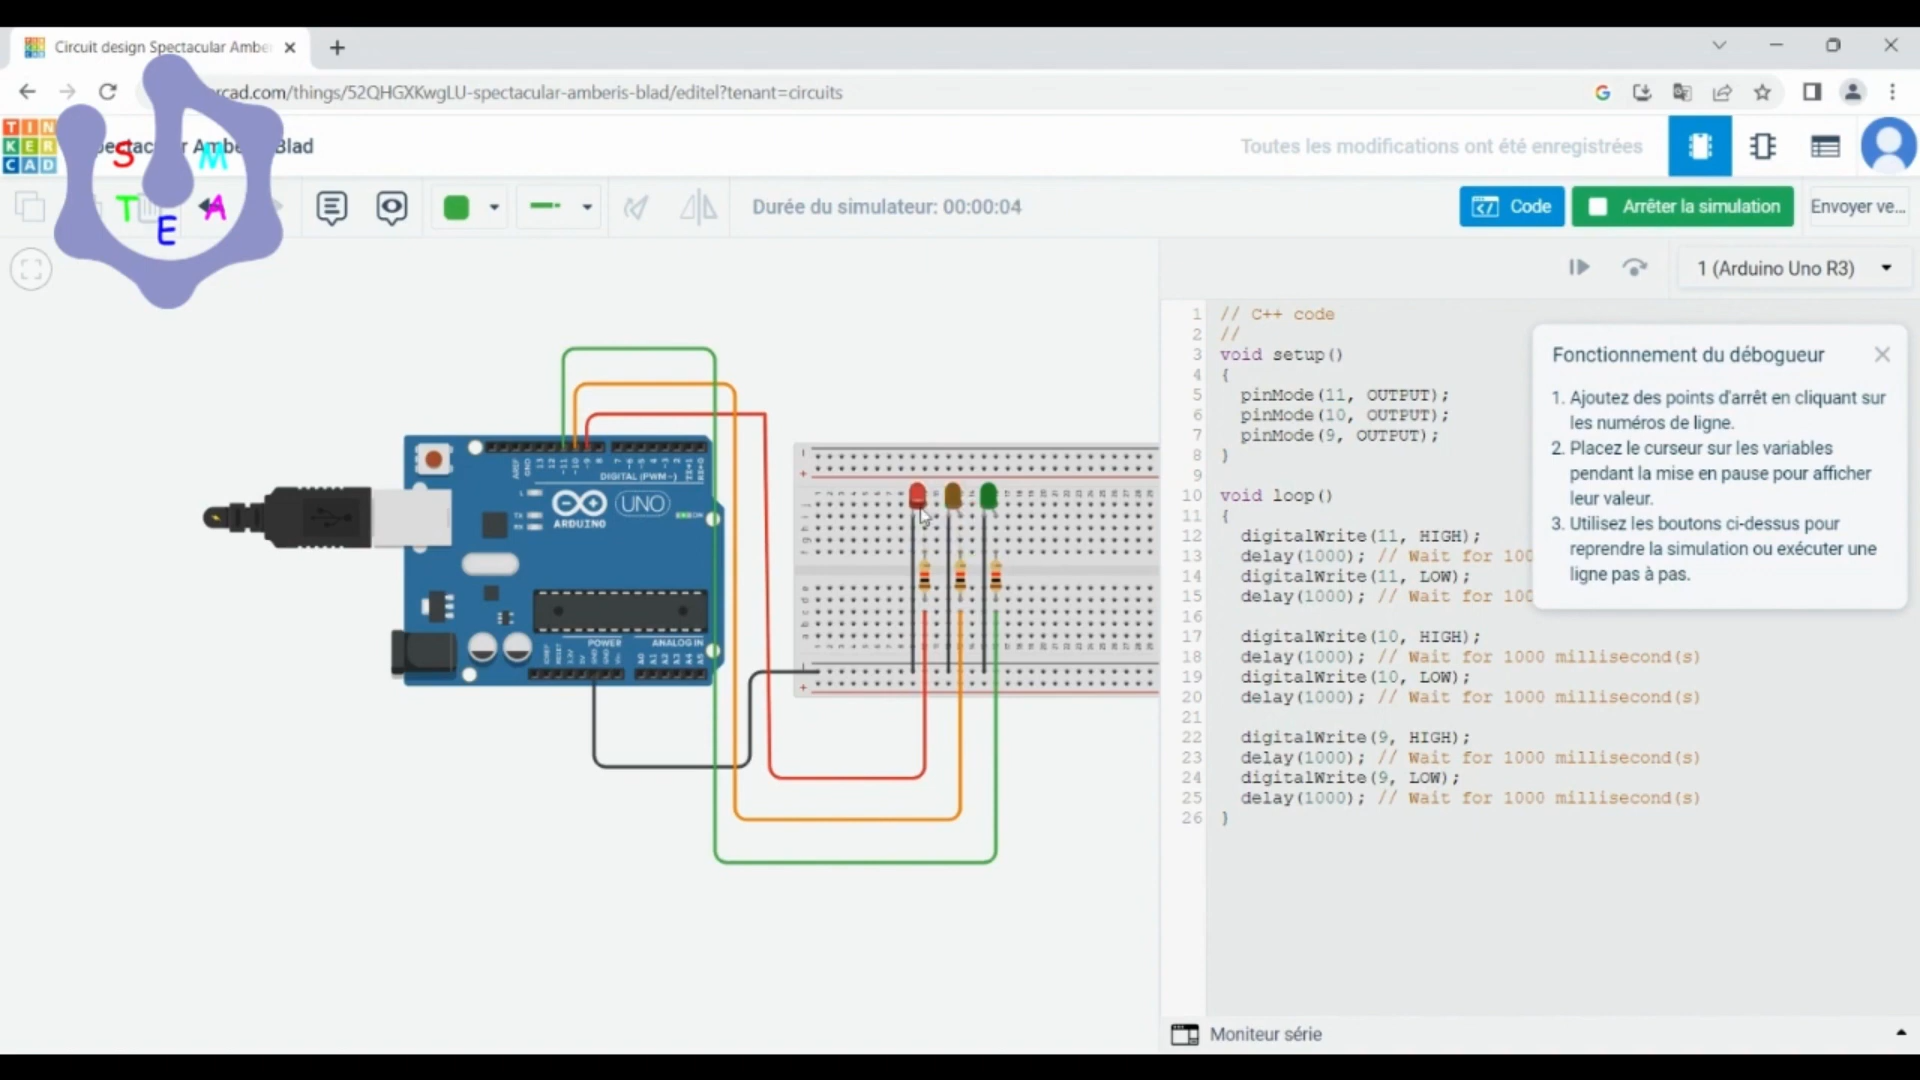 Circuit design Spectacular Ambe
rcad.com/things/52QHGXKwgLU-spectacular-amberis-blad/editel?tenant=circuits
TIN
KER
CAD
Blad
S
M
T
E
A
Toutes les modifications ont été enregistrées
Durée du simulateur: 00:00:04
Code
Arrêter la simulation
Envoyer ve...
1 (Arduino Uno R3)
DIGITAL (PWM~)
UNO
ARDUINO
TX
RX
ON
POWER
ANALOG IN
1 // C++ code
2 //
3 void setup()
4 {
5 pinMode(11, OUTPUT);
6 pinMode(10, OUTPUT);
7 pinMode(9, OUTPUT);
8 }
9
10 void loop()
11 {
12 digitalWrite(11, HIGH);
13 delay(1000); // Wait for 100
14 digitalWrite(11, LOW);
15 delay(1000); // Wait for 100
16
17 digitalWrite(10, HIGH);
18 delay(1000); // Wait for 1000 millisecond(s)
19 digitalWrite(10, LOW);
20 delay(1000); // Wait for 1000 millisecond(s)
21
22 digitalWrite(9, HIGH);
23 delay(1000); // Wait for 1000 millisecond(s)
24 digitalWrite(9, LOW);
25 delay(1000); // Wait for 1000 millisecond(s)
26 }
Fonctionnement du débogueur
1. Ajoutez des points d'arrêt en cliquant sur
les numéros de ligne.
2. Placez le curseur sur les variables
pendant la mise en pause pour afficher
leur valeur.
3. Utilisez les boutons ci-dessus pour
reprendre la simulation ou exécuter une
ligne pas à pas.
Moniteur série